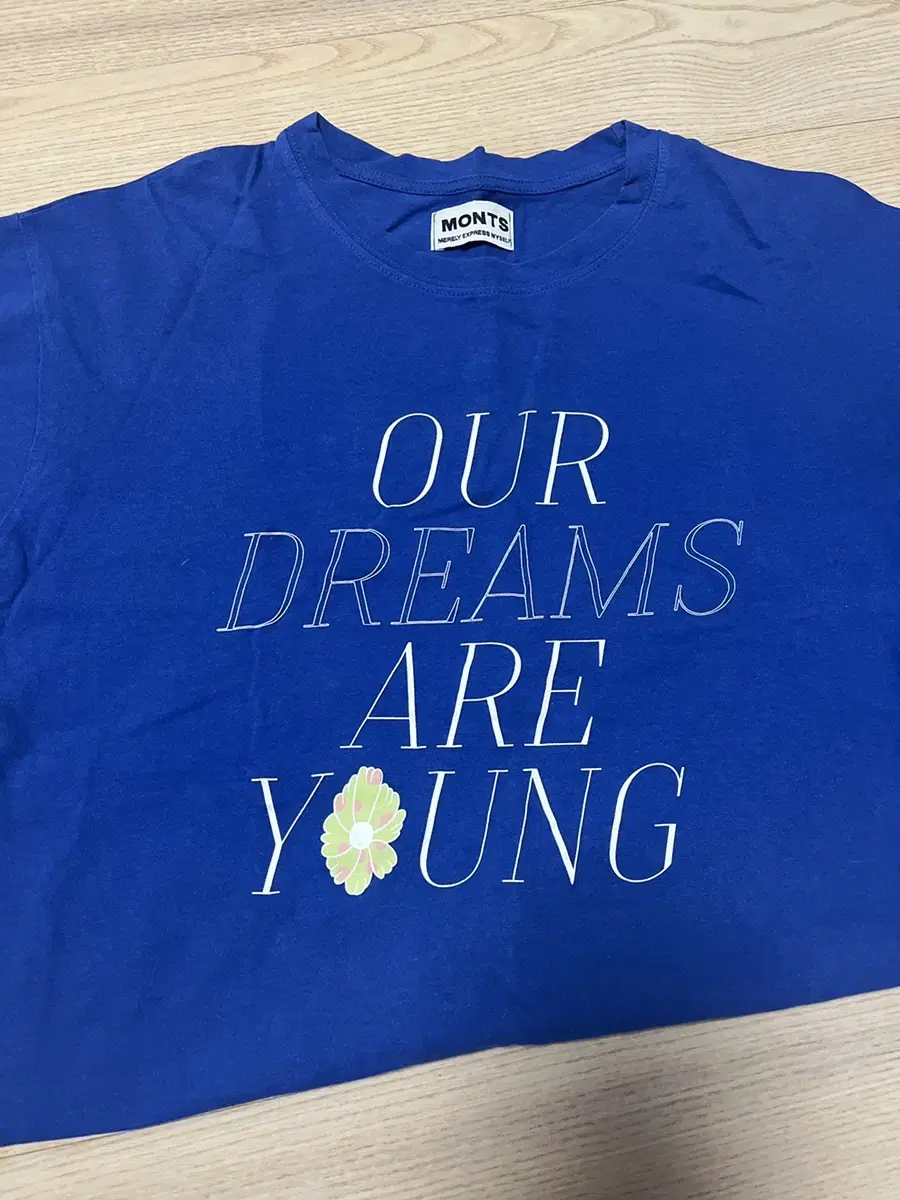 MONTS
MERELY EXPRESS MYSELF
OUR
DREAMS
ARE
YOUNG